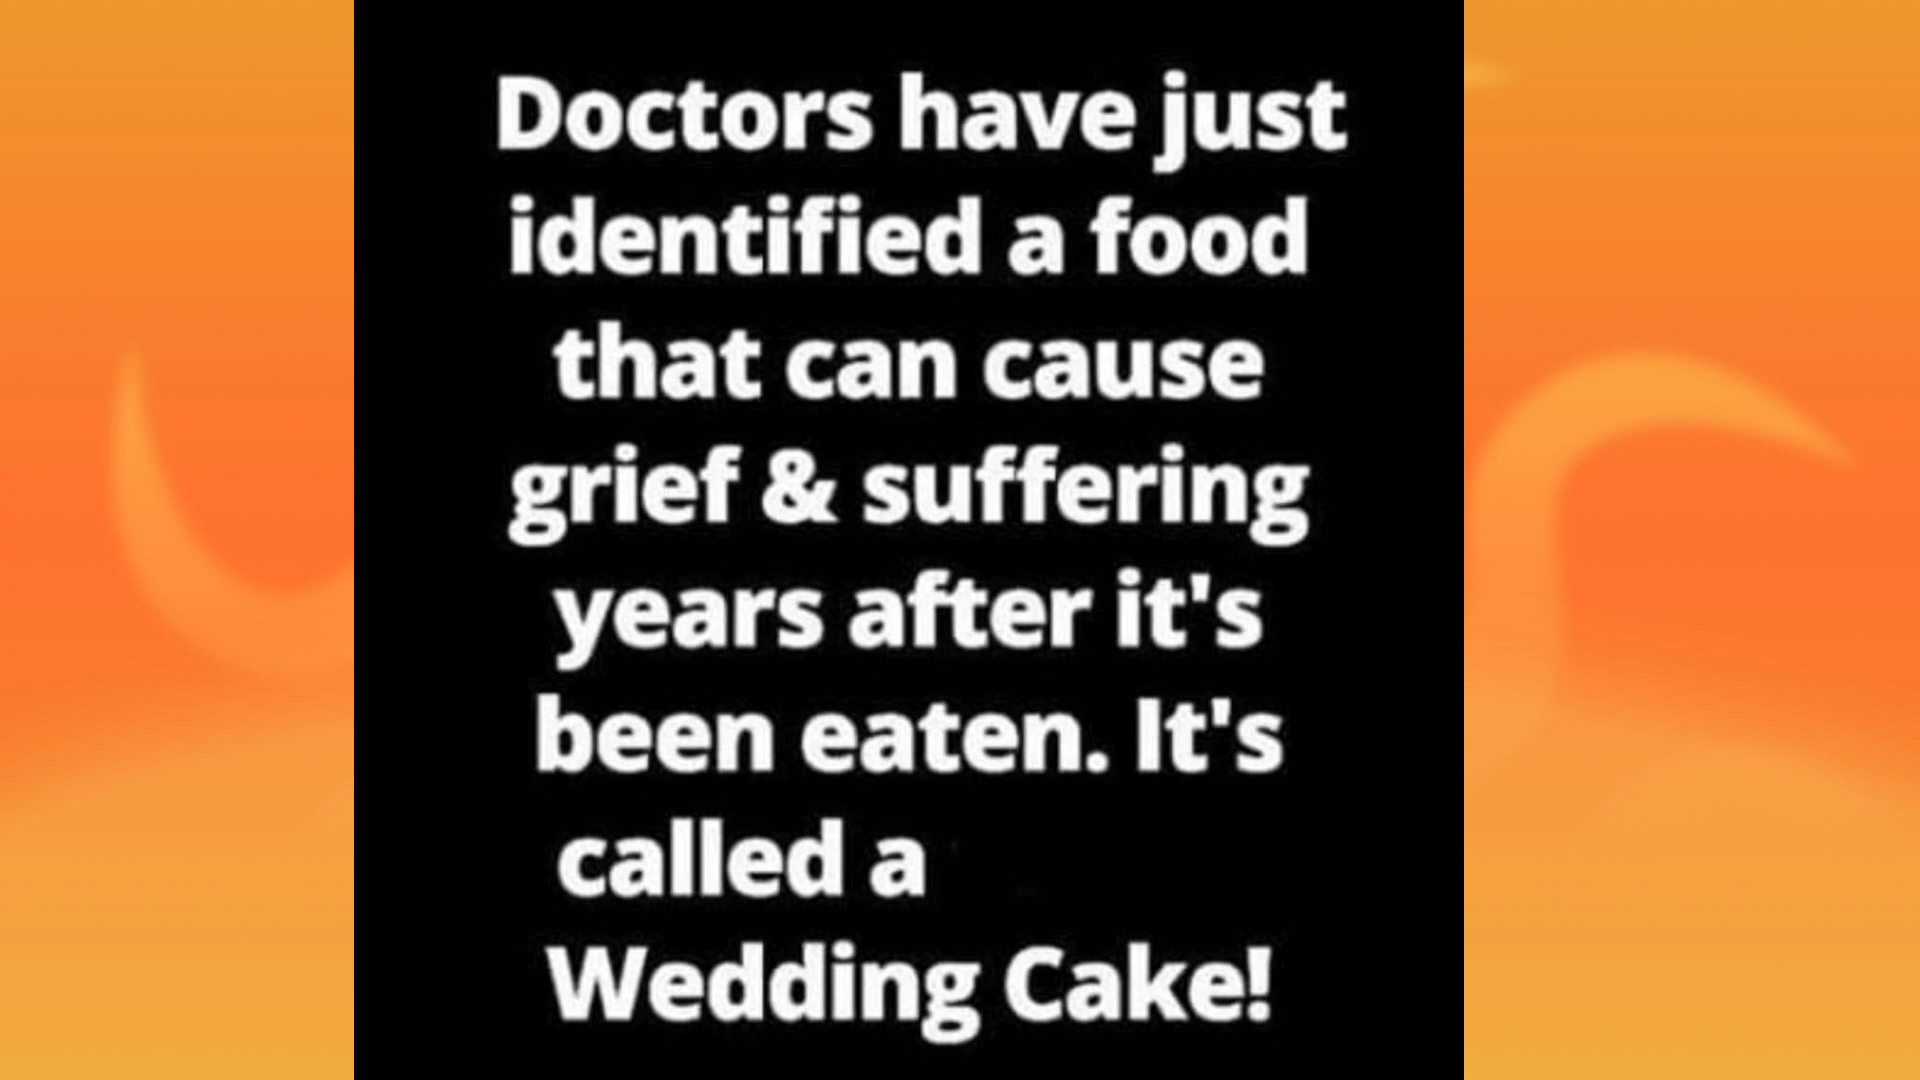 Doctors have just
identified a food
that can cause
grief & suffering
years after it's
been eaten. It's
called a
Wedding Cake!